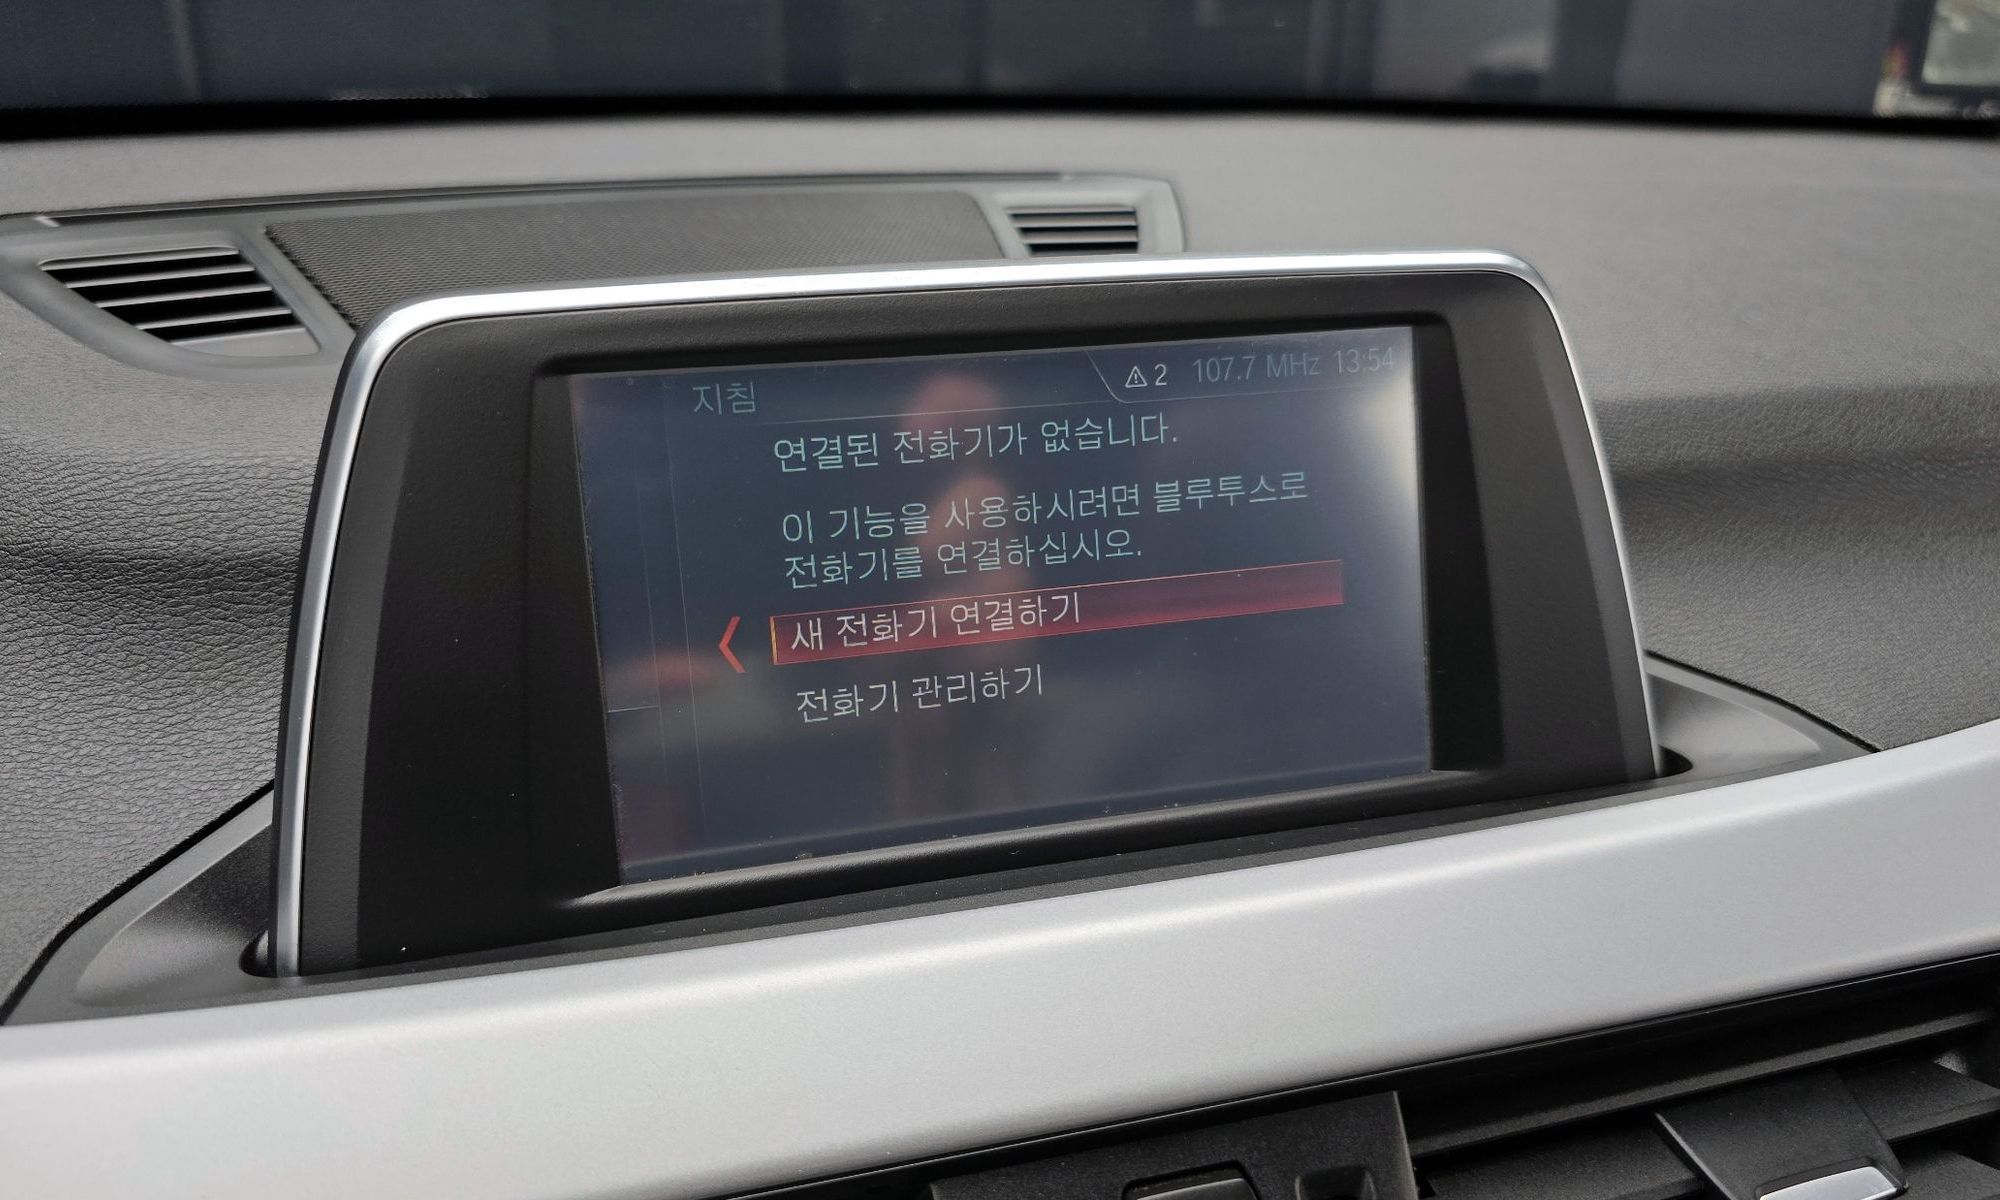 지침
⚠2 107.7 MHz 13:54
연결된 전화기가 없습니다.
이 기능을 사용하시려면 블루투스로
전화기를 연결하십시오.
새 전화기 연결하기
전화기 관리하기